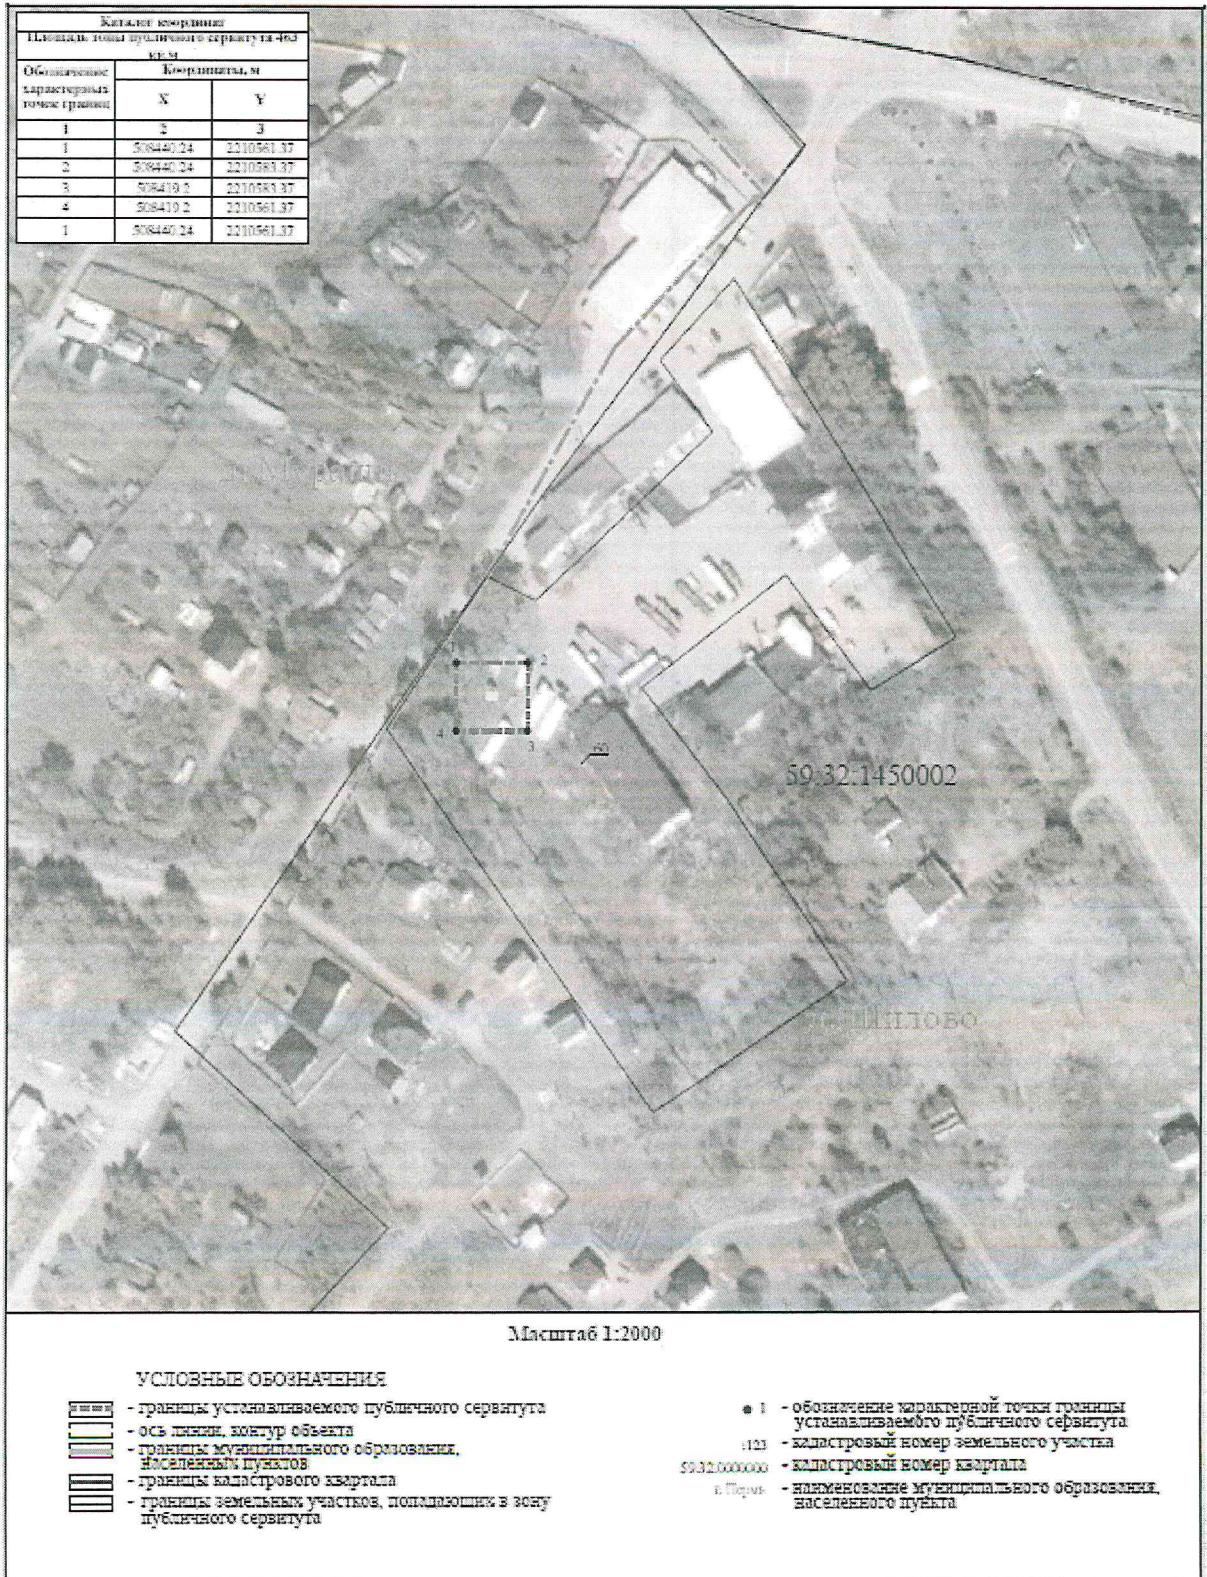 Каталог координат
Площадь зоны публичного сервитута 463
кв.м
Обозначение характерных точек границ
Координаты, м
X Y
1 2 3
1 508440.24 2210561.37
2 508440.24 2210583.37
3 508419.2 2210583.37
4 508419.2 2210561.37
1 508440.24 2210561.37
1
2
4
3
:60
59:32:1450002
Шилово
Масштаб 1:2000
УСЛОВНЫЕ ОБОЗНАЧЕНИЯ
- границы устанавливаемого публичного сервитута
- ось линии, контур объекта
- границы муниципального образования,
населенных пунктов
- границы кадастрового квартала
- границы земельных участков, попадающих в зону
публичного сервитута
1 - обозначение характерной точки границы
устанавливаемого публичного сервитута
:123 - кадастровый номер земельного участка
59:32:0000000 - кадастровый номер квартала
г.Пермь - наименование муниципального образования,
населенного пункта